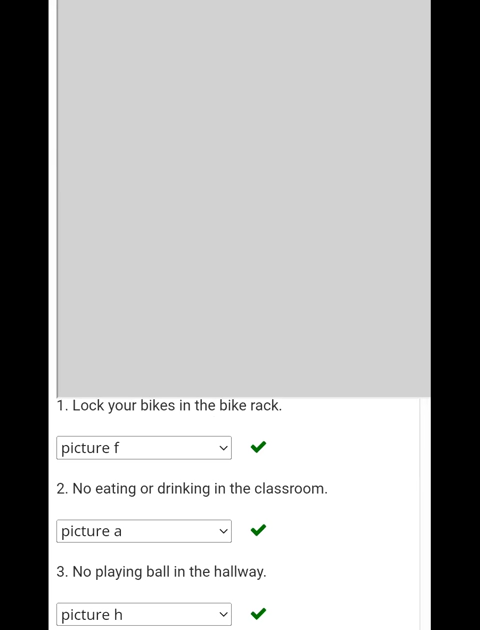 1. Lock your bikes in the bike rack.
picture f
2. No eating or drinking in the classroom.
picture a
3. No playing ball in the hallway.
picture h